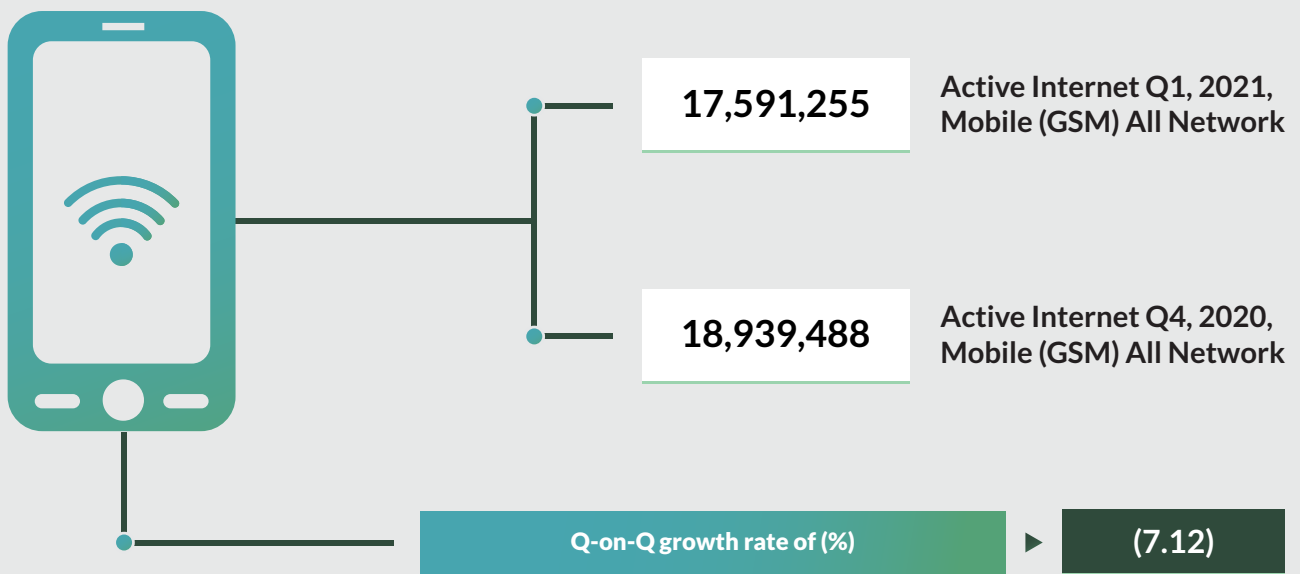 17,591,255
Active Internet Q1, 2021,
Mobile (GSM) All Network
18,939,488
Active Internet Q4, 2020,
Mobile (GSM) All Network
Q-on-Q growth rate of (%)
(7.12)